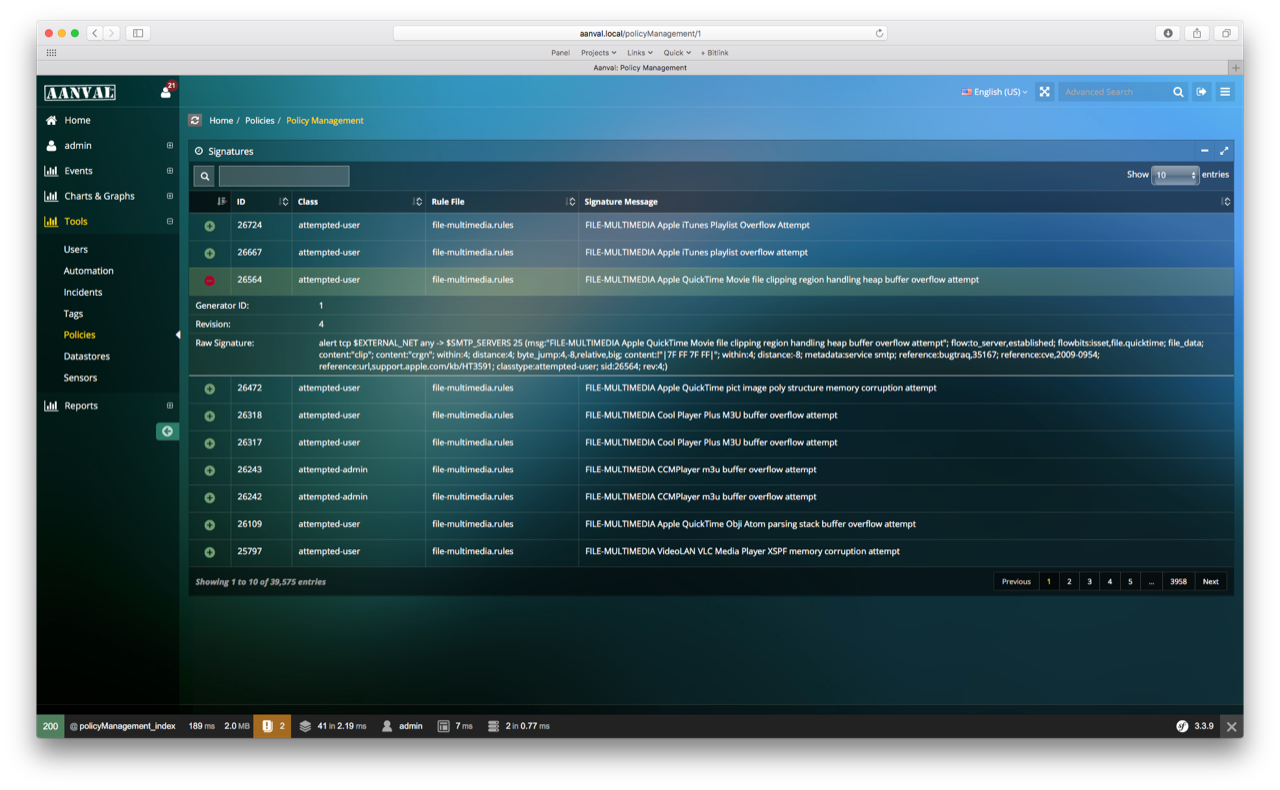 aanval.local/policyManagement/1
Panel Projects Links Quick + Bitlink
Aanval: Policy Management
AANVAL 21
English (US) Advanced Search
Home
admin
Events
Charts & Graphs
Tools
Users
Automation
Incidents
Tags
Policies
Datastores
Sensors
Reports
Home / Policies / Policy Management
Signatures
Show 10 entries
ID Class Rule File Signature Message
26724 attempted-user file-multimedia.rules FILE-MULTIMEDIA Apple iTunes Playlist Overflow Attempt
26667 attempted-user file-multimedia.rules FILE-MULTIMEDIA Apple iTunes playlist overflow attempt
26564 attempted-user file-multimedia.rules FILE-MULTIMEDIA Apple QuickTime Movie file clipping region handling heap buffer overflow attempt
Generator ID: 1
Revision: 4
Raw Signature: alert tcp $EXTERNAL_NET any -> $SMTP_SERVERS 25 (msg:"FILE-MULTIMEDIA Apple QuickTime Movie file clipping region handling heap buffer overflow attempt"; flow:to_server,established; flowbits:isset,file.quicktime; file_data;
content:"clip"; content:"crgn"; within:4; distance:4; byte_jump:4,-8,relative,big; content:!"|7F FF 7F FF|"; within:4; distance:-8; metadata:service smtp; reference:bugtraq,35167; reference:cve,2009-0954;
reference:url,support.apple.com/kb/HT3591; classtype:attempted-user; sid:26564; rev:4;)
26472 attempted-user file-multimedia.rules FILE-MULTIMEDIA Apple QuickTime pict image poly structure memory corruption attempt
26318 attempted-user file-multimedia.rules FILE-MULTIMEDIA Cool Player Plus M3U buffer overflow attempt
26317 attempted-user file-multimedia.rules FILE-MULTIMEDIA Cool Player Plus M3U buffer overflow attempt
26243 attempted-admin file-multimedia.rules FILE-MULTIMEDIA CCMPlayer m3u buffer overflow attempt
26242 attempted-admin file-multimedia.rules FILE-MULTIMEDIA CCMPlayer m3u buffer overflow attempt
26109 attempted-user file-multimedia.rules FILE-MULTIMEDIA Apple QuickTime Obji Atom parsing stack buffer overflow attempt
25797 attempted-user file-multimedia.rules FILE-MULTIMEDIA VideoLAN VLC Media Player XSPF memory corruption attempt
Showing 1 to 10 of 39,575 entries
Previous 1 2 3 4 5 ... 3958 Next
200 @ policyManagement_index 189 ms 2.0 MB 2 41 in 2.19 ms admin 7 ms 2 in 0.77 ms sf 3.3.9